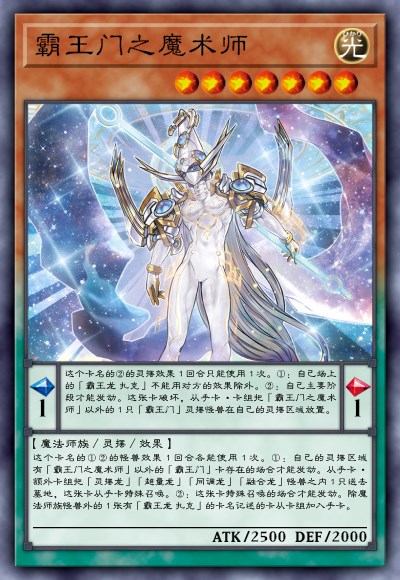 霸王门之魔术师
ひかり
光
这个卡名的②的灵摆效果1回合只能使用1次。①：自己场上
的「霸王龙 扎克」不能用对方的效果除外。②：自己主要阶
段才能发动。这张卡破坏，从手卡·卡组把「霸王门之魔术
师」以外的1只「霸王门」灵摆怪兽在自己的灵摆区域放置。
1
1
【魔法师族／灵摆／效果】
这个卡名的①②的怪兽效果1回合各能使用1次。①：自己的灵摆区域
有「霸王门之魔术师」以外的「霸王门」卡存在的场合才能发动。从手卡·
额外卡组把「灵摆龙」「超量龙」「同调龙」「融合龙」怪兽之内1只送去
墓地，这张卡从手卡特殊召唤。②：这张卡特殊召唤的场合才能发动。除魔
法师族怪兽外的1张有「霸王龙 扎克」的卡名记述的卡从卡组加入手卡。
ATK/2500 DEF/2000